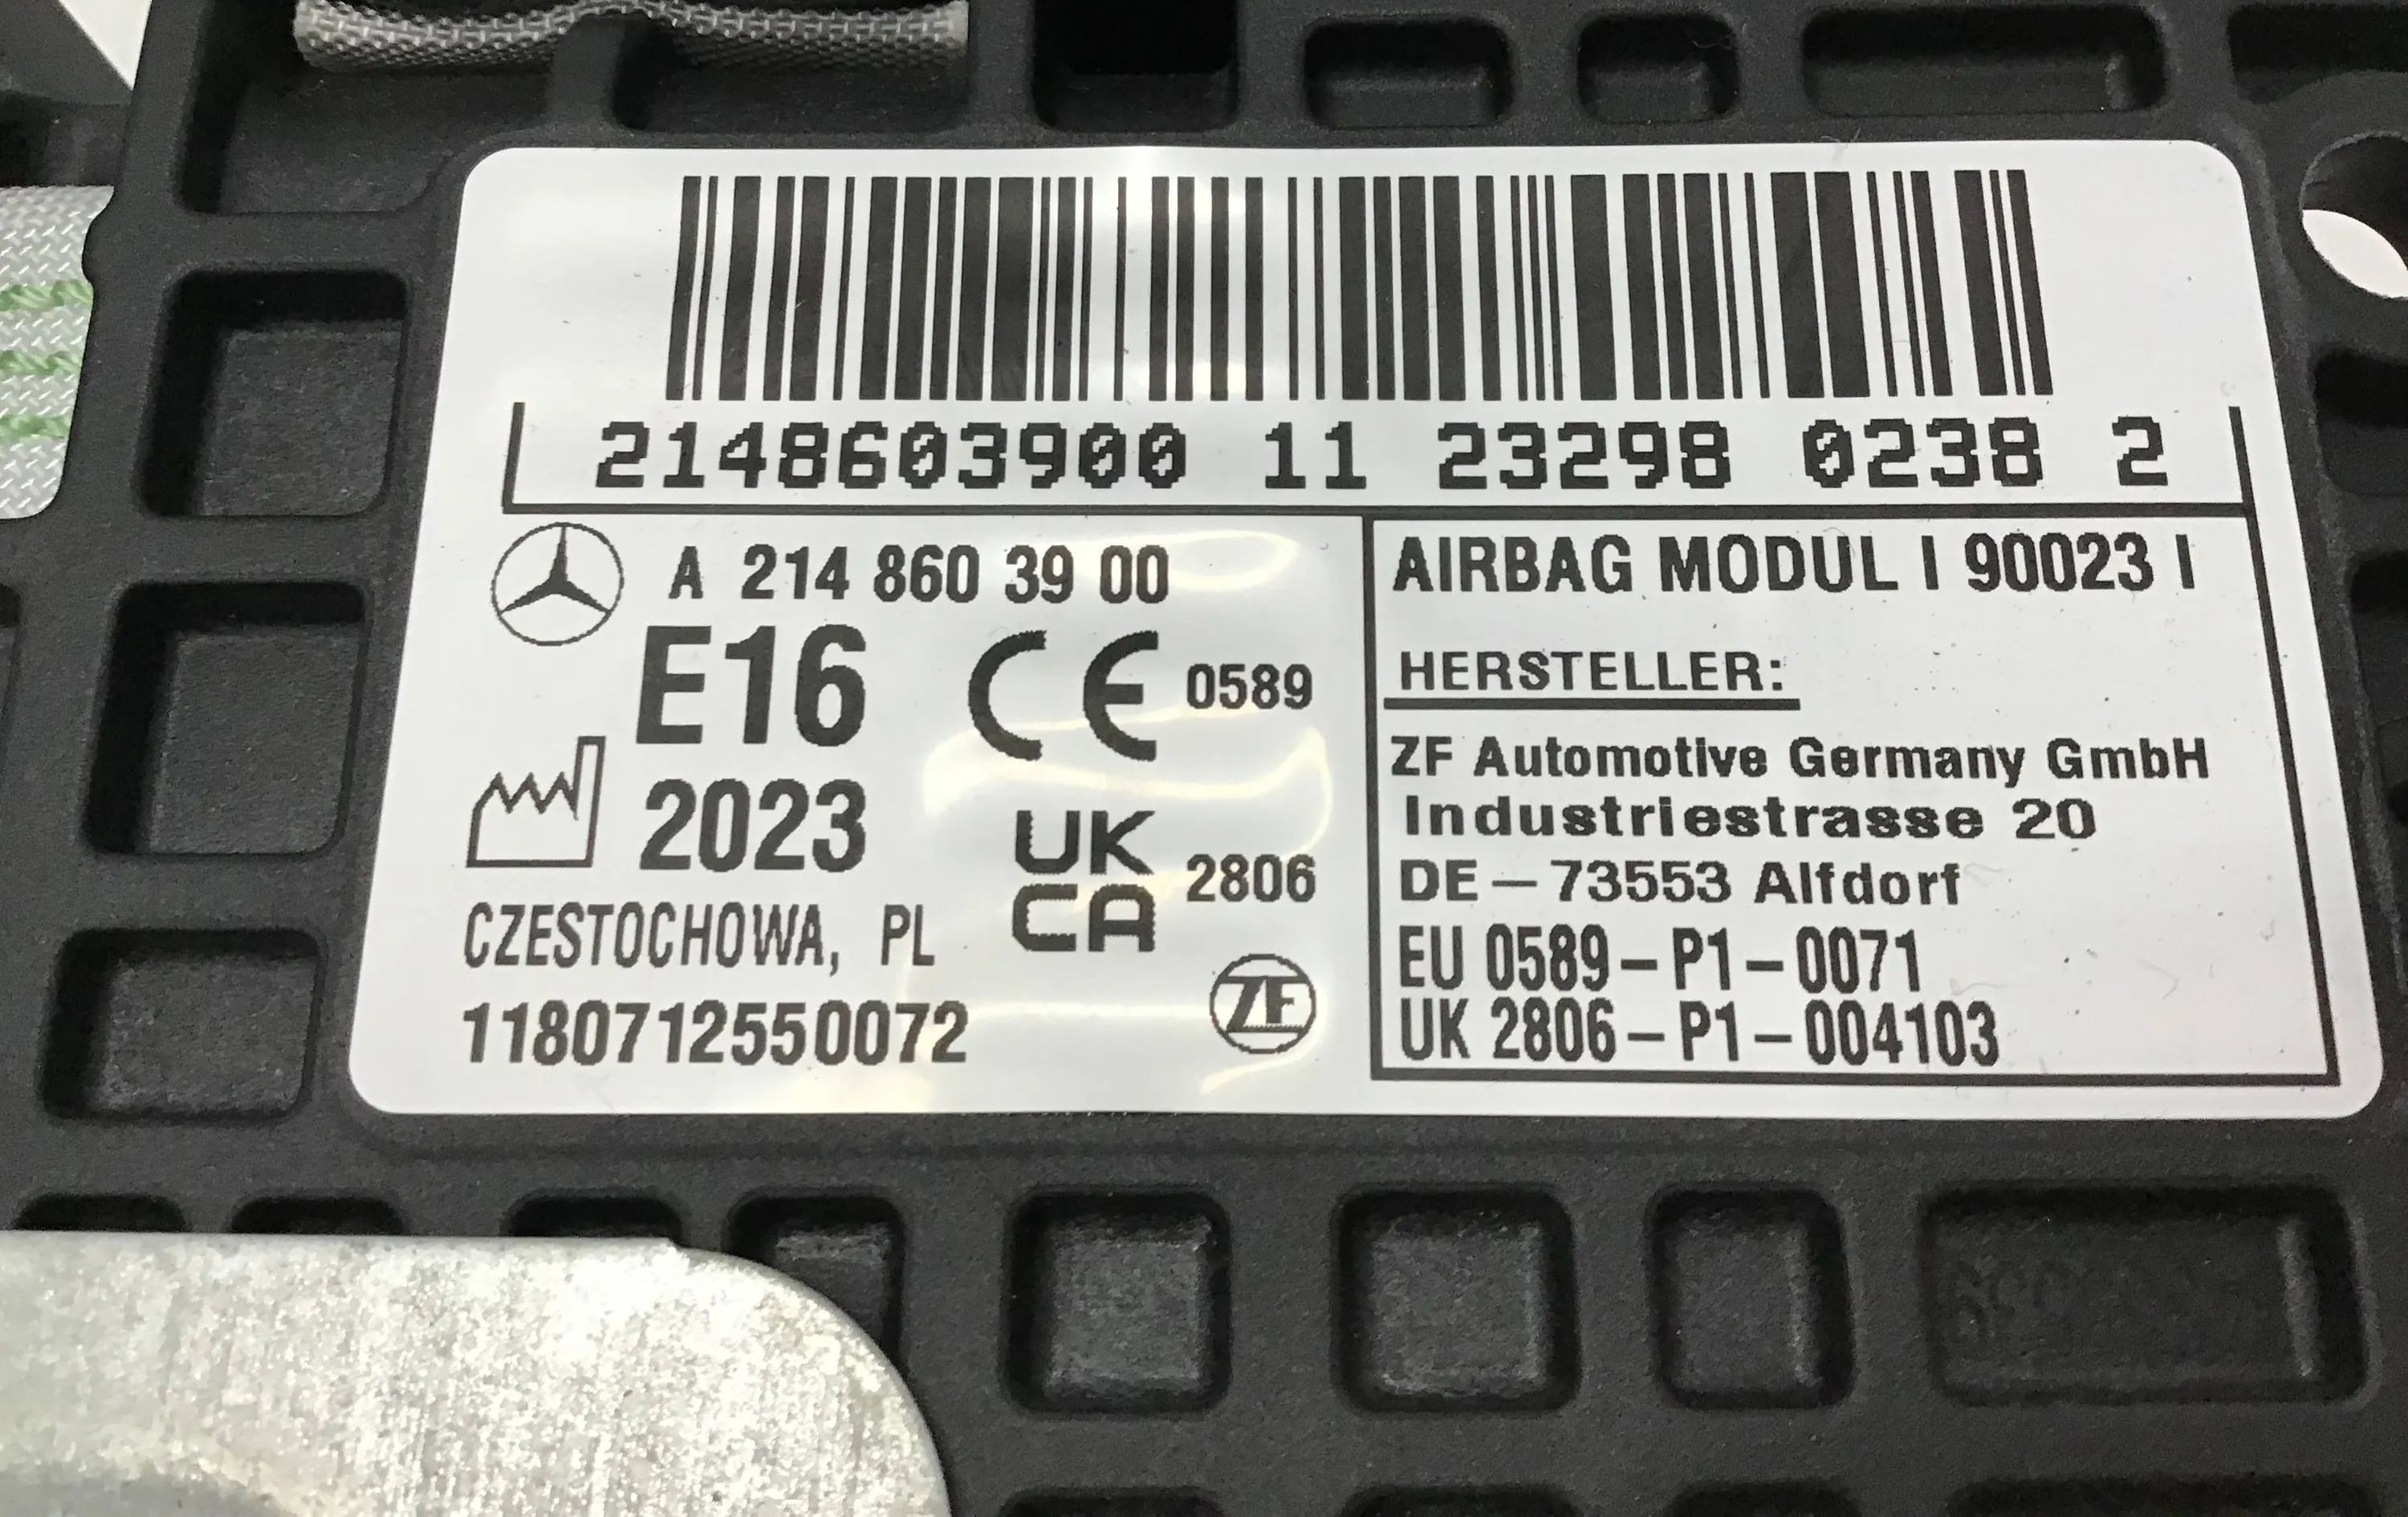 2148603900 11 23298 0238 2
A 214 860 39 00
E16 CE 0589
2023
UK
CA 2806
CZESTOCHOWA, PL
1180712550072
ZF
AIRBAG MODUL I 90023 I
HERSTELLER:
ZF Automotive Germany GmbH
Industriestrasse 20
DE – 73553 Alfdorf
EU 0589 – P1 – 0071
UK 2806 – P1 – 004103